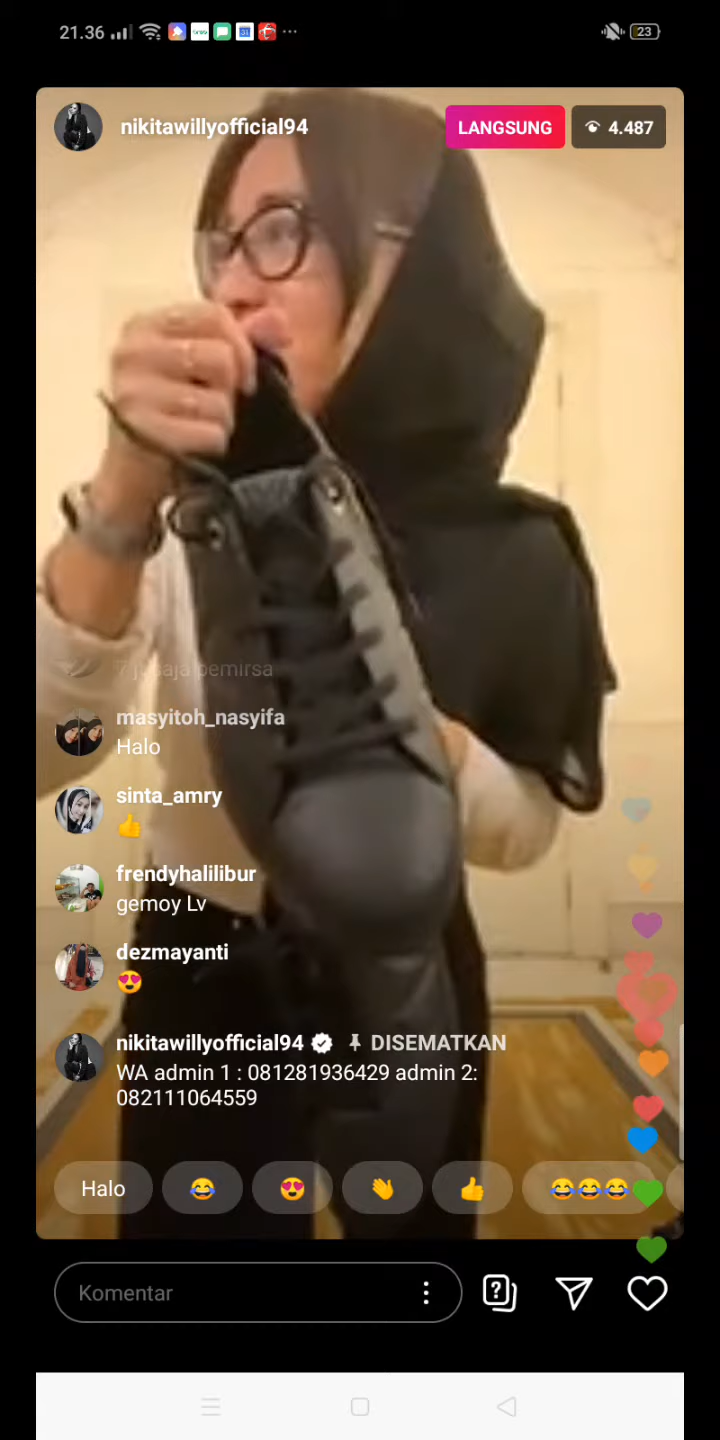 21.36
23
nikitawillyofficial94
LANGSUNG
4.487
pemirsa
masyitoh_nasyifa
Halo
sinta_amry
👍
frendyhalilibur
gemoy Lv
dezmayanti
😍
nikitawillyofficial94 DISEMATKAN
WA admin 1 : 081281936429 admin 2:
082111064559
Halo 😂 😍 👋 👍 😂😂😂
Komentar